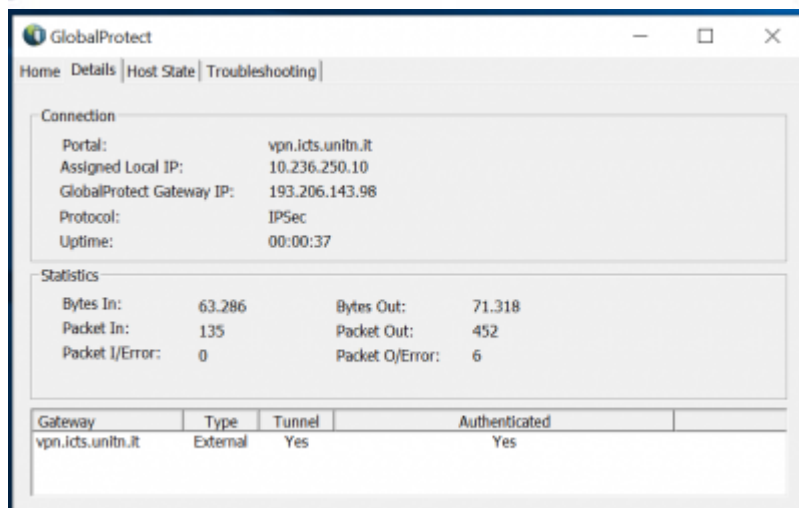 GlobalProtect
Home Details Host State Troubleshooting
Connection
Portal: vpn.icts.unitn.it
Assigned Local IP: 10.236.250.10
GlobalProtect Gateway IP: 193.206.143.98
Protocol: IPSec
Uptime: 00:00:37
Statistics
Bytes In: 63.286 Bytes Out: 71.318
Packet In: 135 Packet Out: 452
Packet I/Error: 0 Packet O/Error: 6
Gateway Type Tunnel Authenticated
vpn.icts.unitn.it External Yes Yes